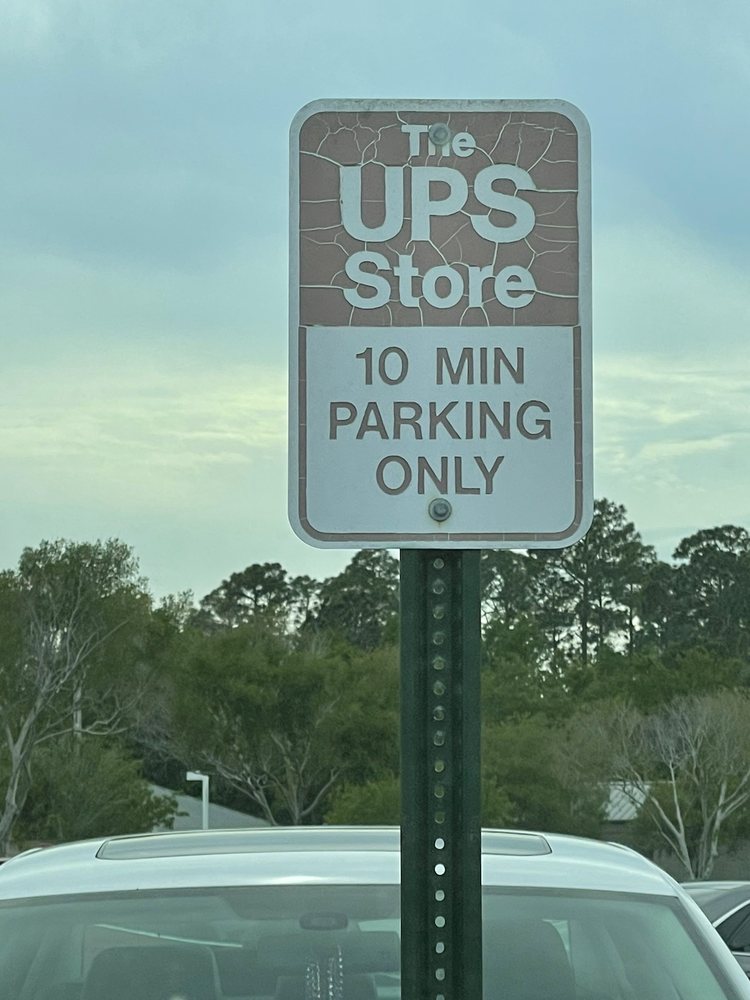 The
UPS
Store
10 MIN
PARKING
ONLY